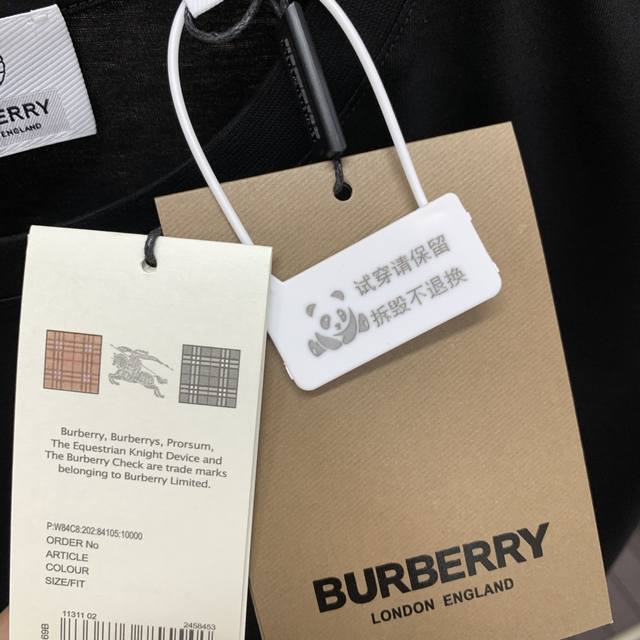 BURBERRY
ENGLAND
试穿请保留
拆毁不退换
Burberry, Burberrys, Prorsum,
The Equestrian Knight Device and
The Burberry Check are trade marks
belonging to Burberry Limited.
P:W84C8:202:84105:10000
ORDER No
ARTICLE
COLOUR
SIZE/FIT
11311 02
2458453
69B
BURBERRY
LONDON ENGLAND